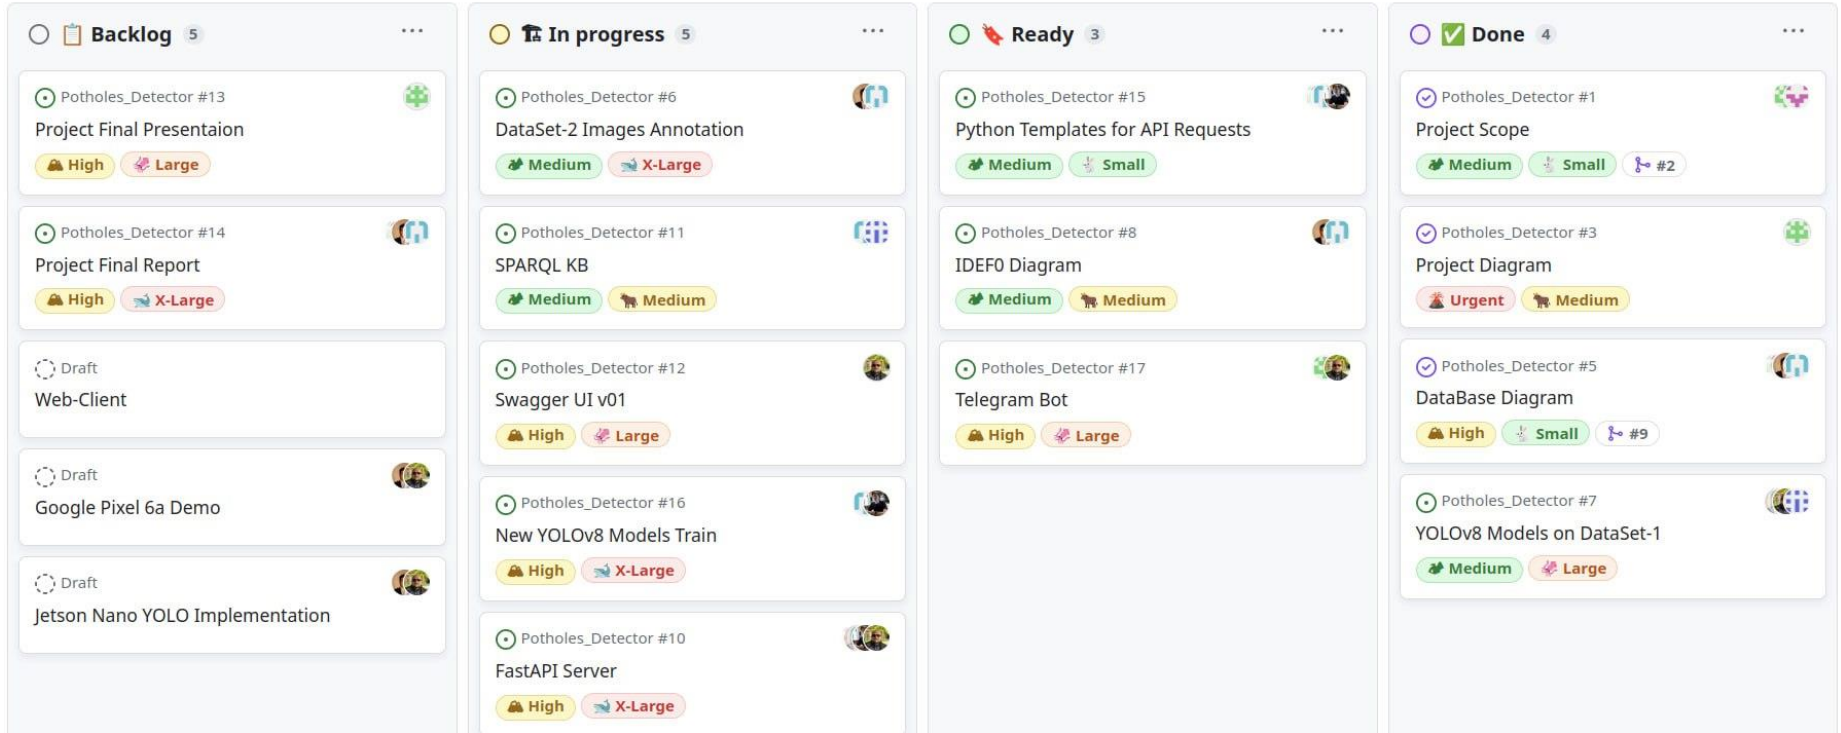 Backlog 5
Potholes_Detector #13
Project Final Presentaion
High Large
Potholes_Detector #14
Project Final Report
High X-Large
Draft
Web-Client
Draft
Google Pixel 6a Demo
Draft
Jetson Nano YOLO Implementation
In progress 5
Potholes_Detector #6
DataSet-2 Images Annotation
Medium X-Large
Potholes_Detector #11
SPARQL KB
Medium Medium
Potholes_Detector #12
Swagger UI v01
High Large
Potholes_Detector #16
New YOLOv8 Models Train
High X-Large
Potholes_Detector #10
FastAPI Server
High X-Large
Ready 3
Potholes_Detector #15
Python Templates for API Requests
Medium Small
Potholes_Detector #8
IDEF0 Diagram
Medium Medium
Potholes_Detector #17
Telegram Bot
High Large
Done 4
Potholes_Detector #1
Project Scope
Medium Small #2
Potholes_Detector #3
Project Diagram
Urgent Medium
Potholes_Detector #5
DataBase Diagram
High Small #9
Potholes_Detector #7
YOLOv8 Models on DataSet-1
Medium Large